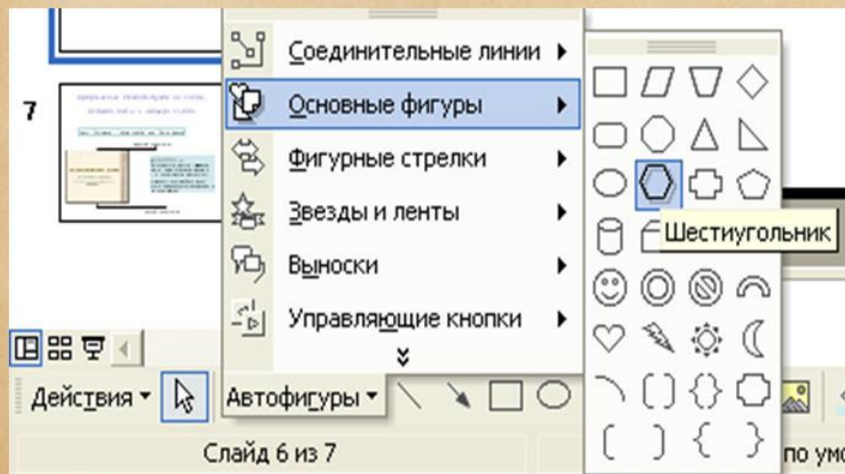 Соединительные линии
7
Основные фигуры
Фигурные стрелки
Звезды и ленты
Шестиугольник
Выноски
Управляющие кнопки
Действия
Автофигуры
Слайд 6 из 7
по умо